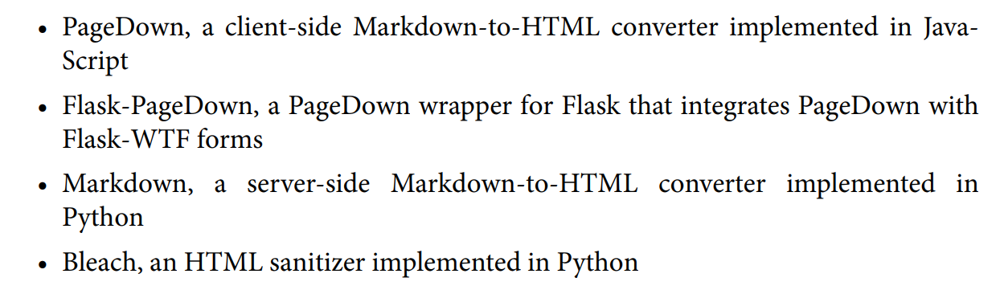 • PageDown, a client-side Markdown-to-HTML converter implemented in Java-
Script
• Flask-PageDown, a PageDown wrapper for Flask that integrates PageDown with
Flask-WTF forms
• Markdown, a server-side Markdown-to-HTML converter implemented in
Python
• Bleach, an HTML sanitizer implemented in Python